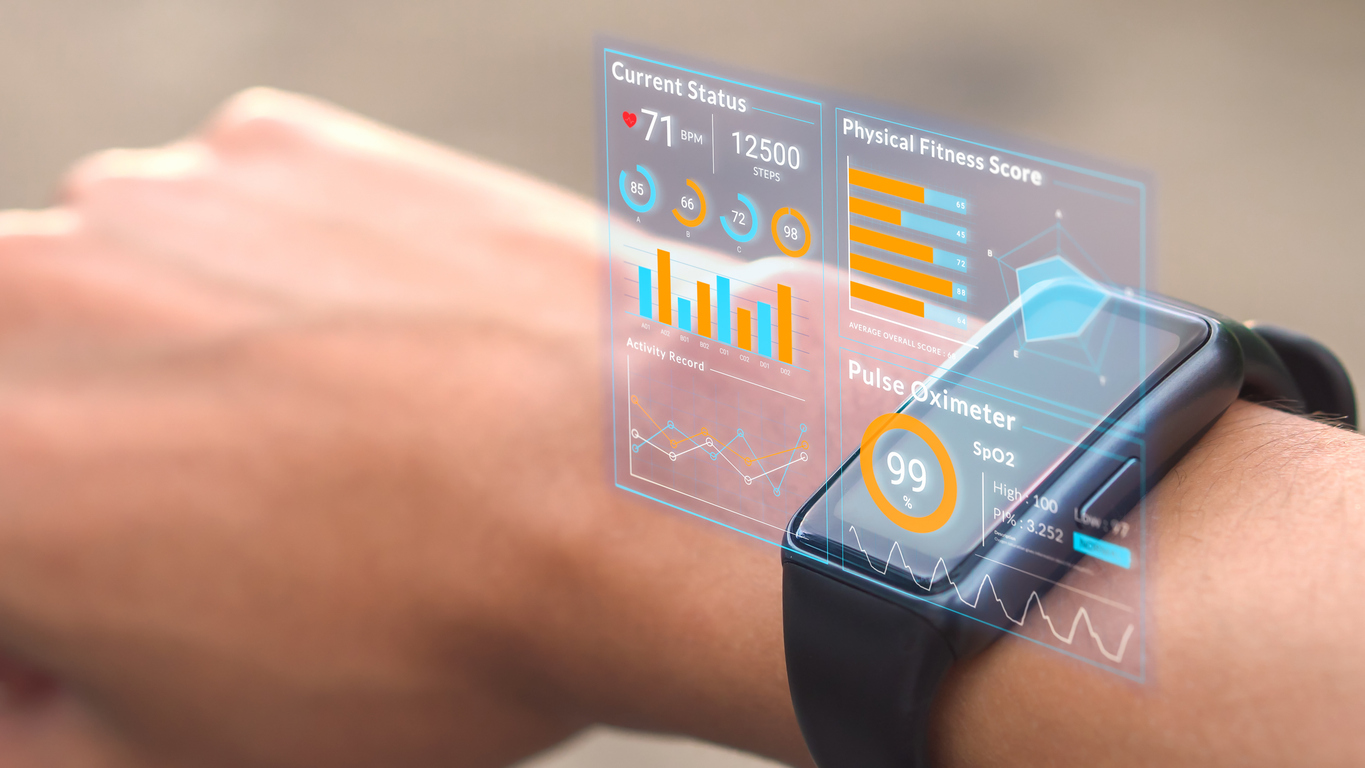 Current Status
71 BPM
12500
STEPS
85
66
72
98
A
B
C
A01
A02
B01
B02
C01
C02
D01
D02
Activity Record
Physical Fitness Score
65
45
72
88
64
AVERAGE OVERALL SCORE :
A
B
E
Pulse Oximeter
99
%
SpO2
High : 100
Low : 97
PI% : 3.252